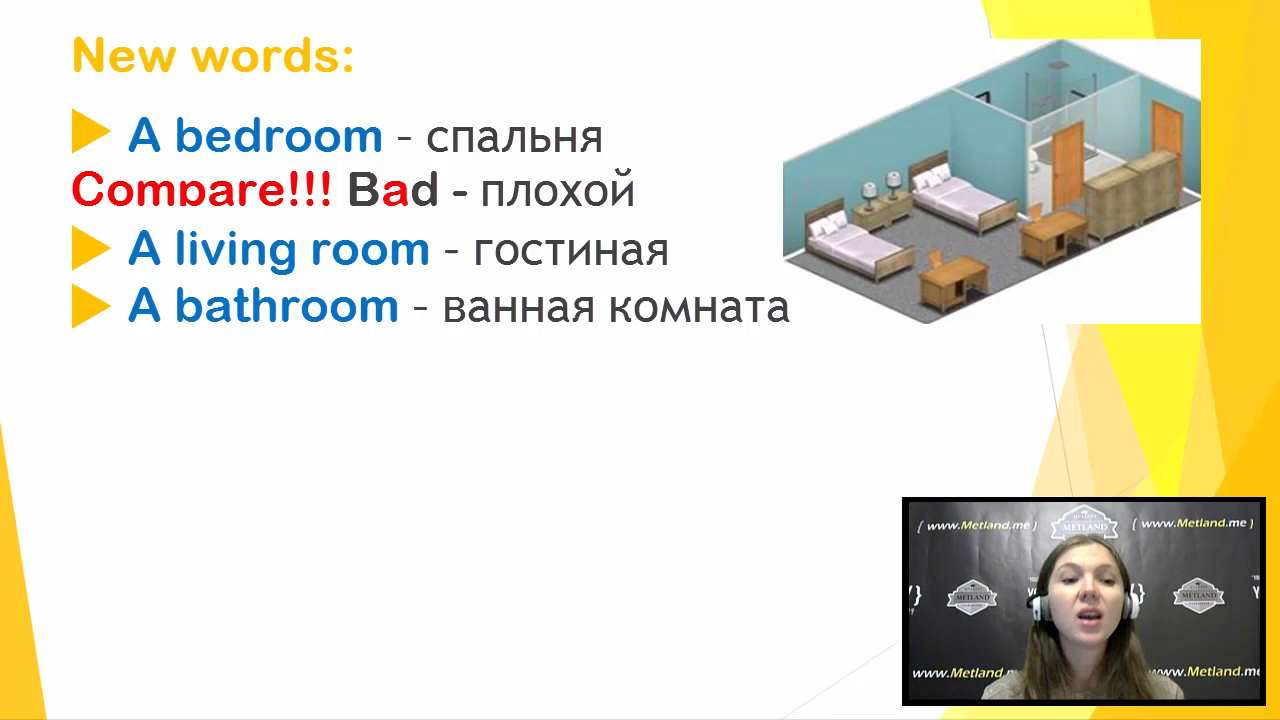 New words:
A bedroom – спальня
Compare!!! Bad - плохой
A living room – гостиная
A bathroom – ванная комната
{ www.Metland.me }
METLAND
{ www.Metland.me }
METLAND
METLAND
www.Metland.me
www.Metland.me